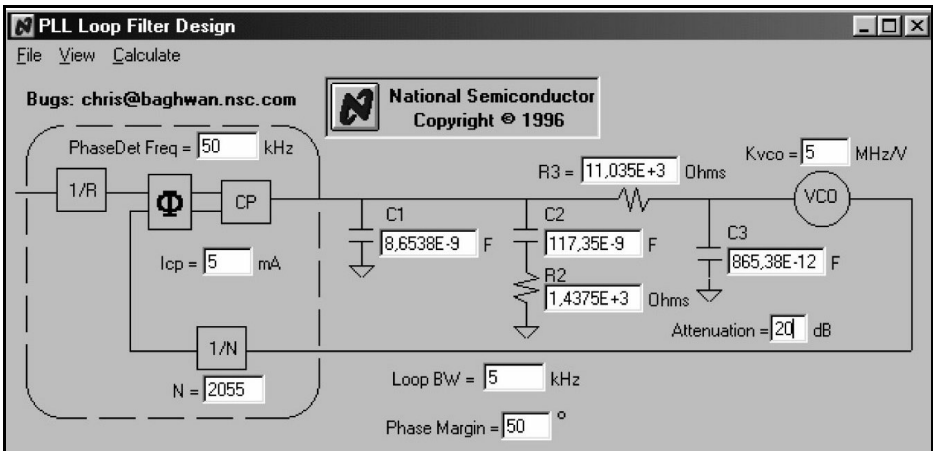 PLL Loop Filter Design
File View Calculate
Bugs: chris@baghwan.nsc.com
National Semiconductor
Copyright © 1996
PhaseDet Freq = 50 kHz
Kvco = 5 MHz/V
R3 = 11,035E+3 Ohms
1/R
Φ
CP
VCO
C1
8,6538E-9 F
C2
117,35E-9 F
C3
865,38E-12 F
Icp = 5 mA
R2
1,4375E+3 Ohms
Attenuation = 20 dB
1/N
N = 2055
Loop BW = 5 kHz
Phase Margin = 50 °